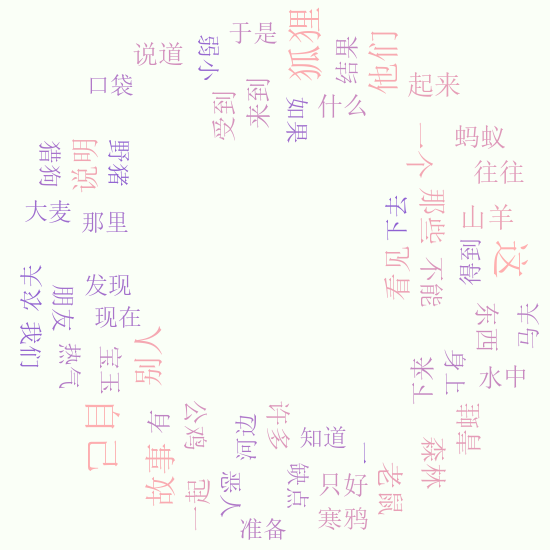 于是
狐狸
弱小
说道
结果
他们
口袋
起来
来到
受到
如果
什么
一个
蚂蚁
猎狗
说明
野猪
往往
那些
下去
大麦
那里
山羊
得到
这
看见
不能
农夫
发现
朋友
现在
东西
马夫
我们
热气
宝玉
别人
下来
身上
水中
自己
有
公鸡
许多
河边
知道
青蛙
森林
故事
一起
恶人
缺点
一
只好
老鼠
寒鸦
准备